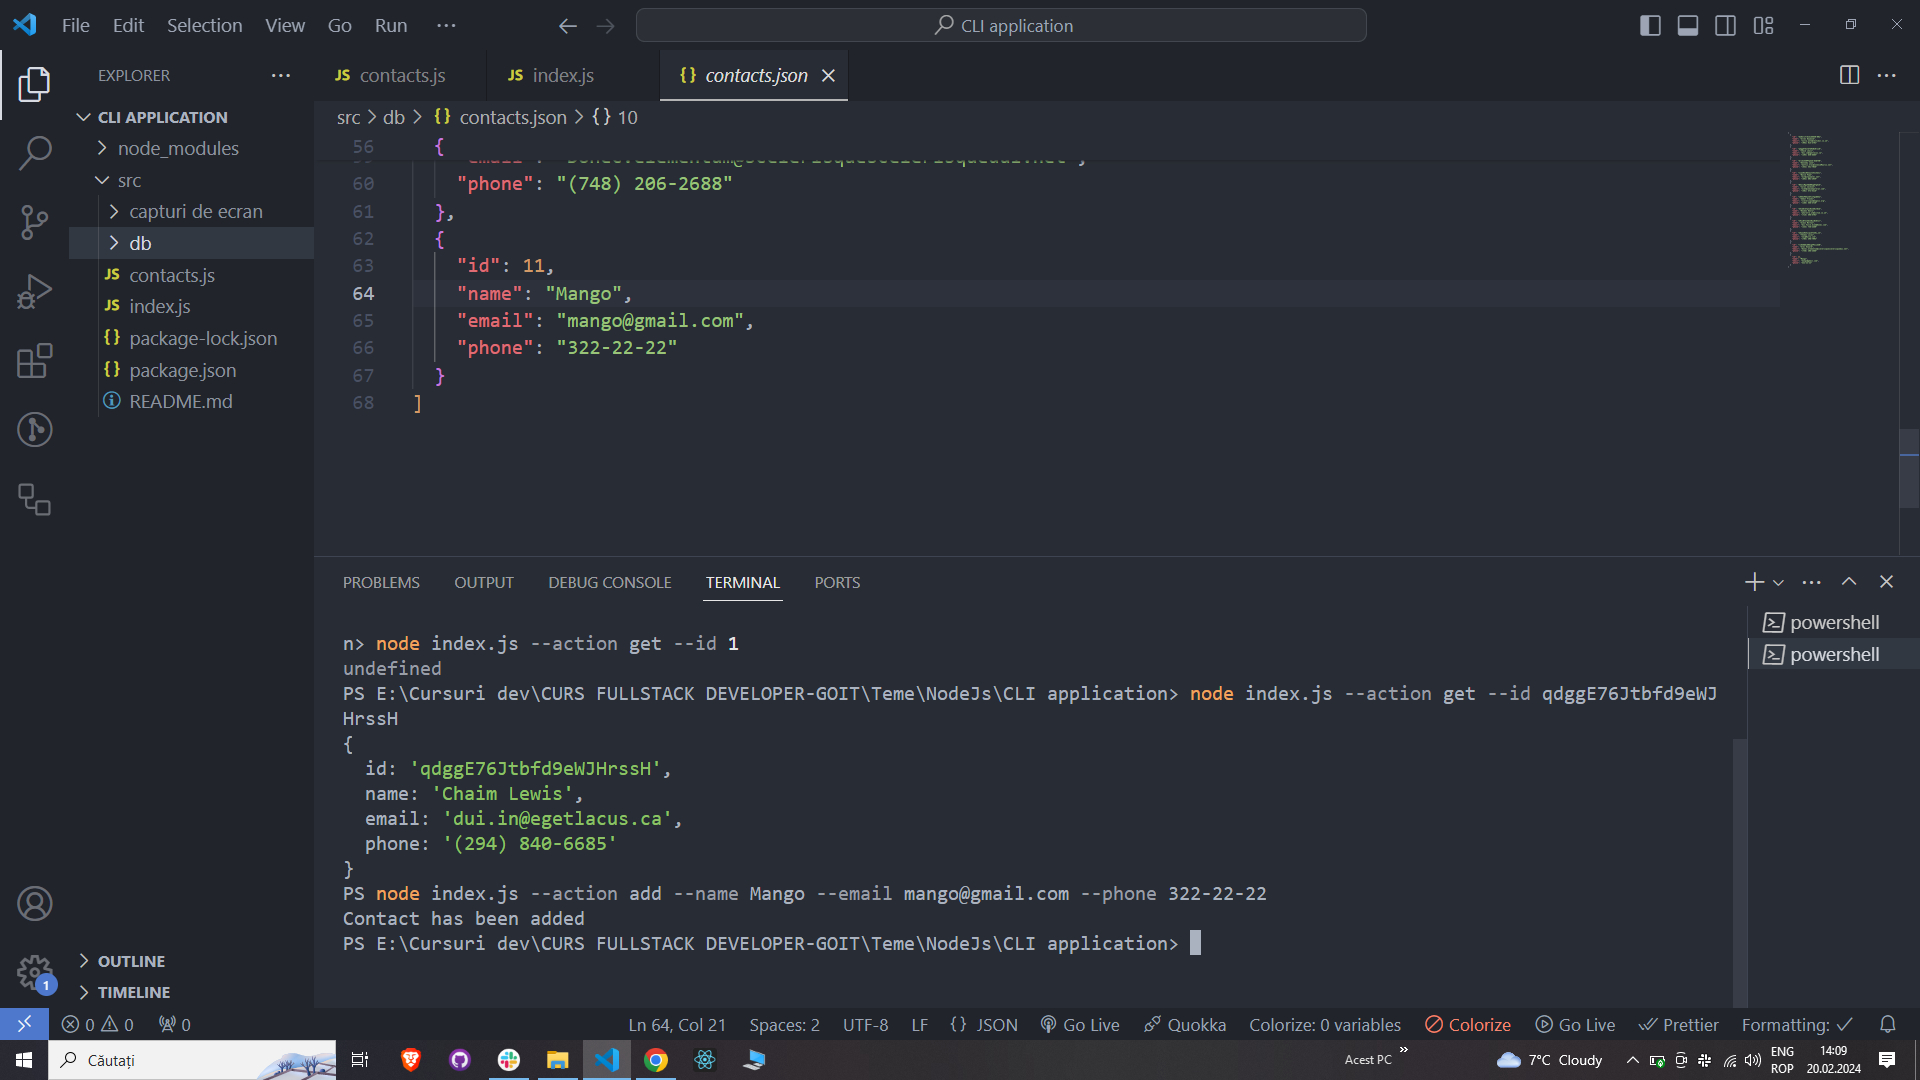 File Edit Selection View Go Run ···
CLI application
EXPLORER
CLI APPLICATION
node_modules
src
capturi de ecran
db
JS contacts.js
JS index.js
{} package-lock.json
{} package.json
README.md
OUTLINE
TIMELINE
JS contacts.js
JS index.js
{} contacts.json
src > db > {} contacts.json > {} 10
56 {
60 "phone": "(748) 206-2688"
61 },
62 {
63 "id": 11,
64 "name": "Mango",
65 "email": "mango@gmail.com",
66 "phone": "322-22-22"
67 }
68 ]
PROBLEMS OUTPUT DEBUG CONSOLE TERMINAL PORTS
powershell
powershell
n> node index.js --action get --id 1
undefined
PS E:\Cursuri dev\CURS FULLSTACK DEVELOPER-GOIT\Teme\NodeJs\CLI application> node index.js --action get --id qdggE76Jtbfd9eWJ
HrssH
{
id: 'qdggE76Jtbfd9eWJHrssH',
name: 'Chaim Lewis',
email: 'dui.in@egetlacus.ca',
phone: '(294) 840-6685'
}
PS node index.js --action add --name Mango --email mango@gmail.com --phone 322-22-22
Contact has been added
PS E:\Cursuri dev\CURS FULLSTACK DEVELOPER-GOIT\Teme\NodeJs\CLI application>
1
0 0 0 Ln 64, Col 21 Spaces: 2 UTF-8 LF {} JSON Go Live Quokka Colorize: 0 variables Colorize Go Live Prettier Formatting: ✓
Căutați
Acest PC » 7°C Cloudy ENG ROP 14:09 20.02.2024